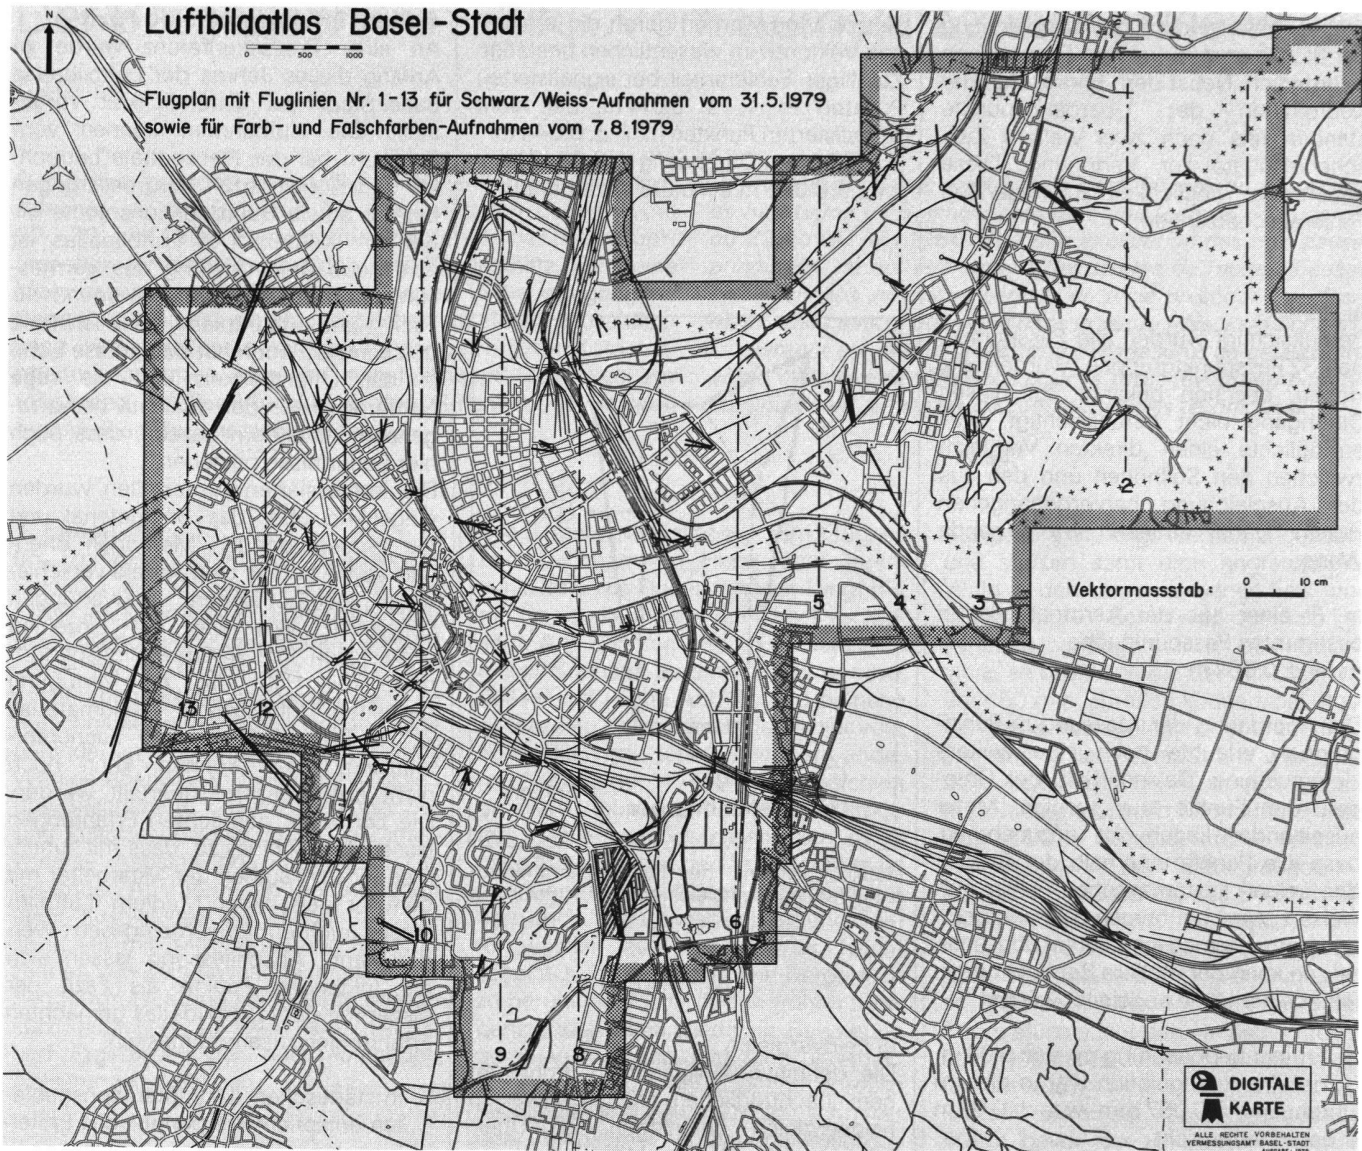 N
Luftbildatlas Basel-Stadt
0 500 1000
Flugplan mit Fluglinien Nr. 1-13 für Schwarz/Weiss-Aufnahmen vom 31.5.1979
sowie für Farb- und Falschfarben-Aufnahmen vom 7.8.1979
1
2
Vektormassstab
0 10 cm
5 4 3
13 12
11
10
6
7
9 8
DIGITALE
KARTE
ALLE RECHTE VORBEHALTEN
VERMESSUNGSAMT BASEL-STADT